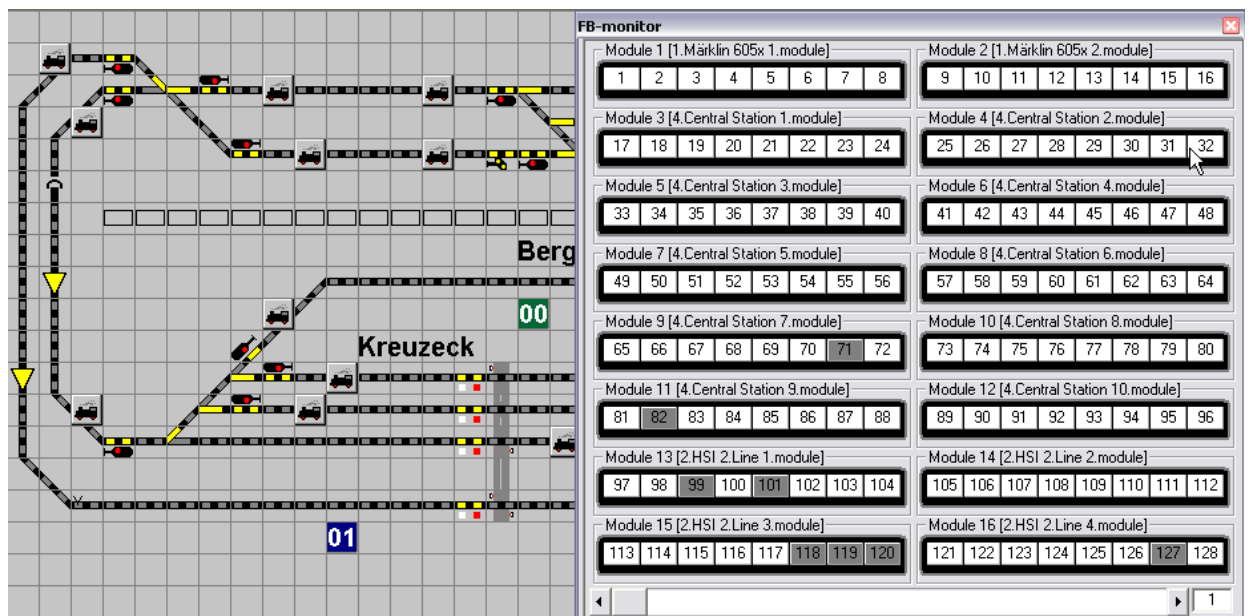 Berg
00
Kreuzeck
01
FB-monitor
Module 1 [1.Märklin 605x 1.module]
1 2 3 4 5 6 7 8
Module 2 [1.Märklin 605x 2.module]
9 10 11 12 13 14 15 16
Module 3 [4.Central Station 1.module]
17 18 19 20 21 22 23 24
Module 4 [4.Central Station 2.module]
25 26 27 28 29 30 31 32
Module 5 [4.Central Station 3.module]
33 34 35 36 37 38 39 40
Module 6 [4.Central Station 4.module]
41 42 43 44 45 46 47 48
Module 7 [4.Central Station 5.module]
49 50 51 52 53 54 55 56
Module 8 [4.Central Station 6.module]
57 58 59 60 61 62 63 64
Module 9 [4.Central Station 7.module]
65 66 67 68 69 70 71 72
Module 10 [4.Central Station 8.module]
73 74 75 76 77 78 79 80
Module 11 [4.Central Station 9.module]
81 82 83 84 85 86 87 88
Module 12 [4.Central Station 10.module]
89 90 91 92 93 94 95 96
Module 13 [2.HSI 2.Line 1.module]
97 98 99 100 101 102 103 104
Module 14 [2.HSI 2.Line 2.module]
105 106 107 108 109 110 111 112
Module 15 [2.HSI 2.Line 3.module]
113 114 115 116 117 118 119 120
Module 16 [2.HSI 2.Line 4.module]
121 122 123 124 125 126 127 128
1